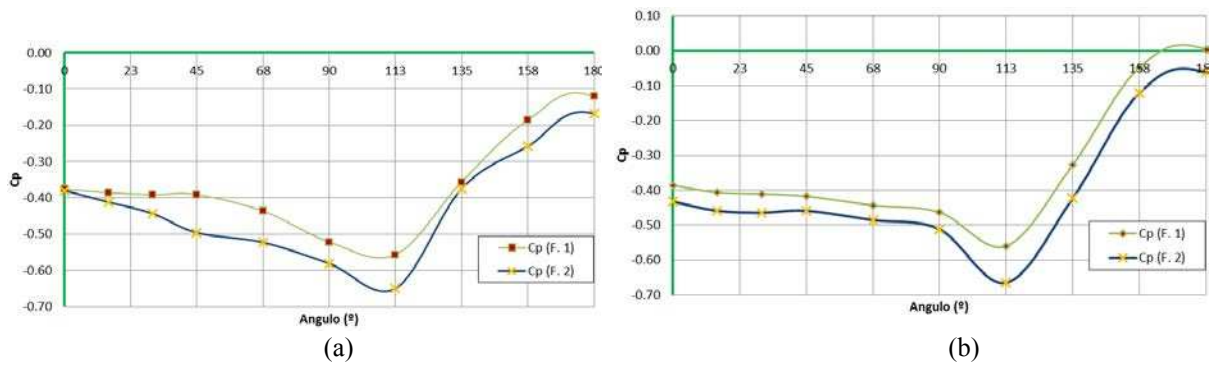 0.00
-0.10
-0.20
-0.30
-0.40
-0.50
-0.60
-0.70
Cp
0 23 45 68 90 113 135 158 180
Cp (F. 1)
Cp (F. 2)
Angulo (º)
(a)
0.10
0.00
-0.10
-0.20
-0.30
-0.40
-0.50
-0.60
-0.70
Cp
0 23 45 68 90 113 135 158
Cp (F. 1)
Cp (F. 2)
Angulo (º)
(b)